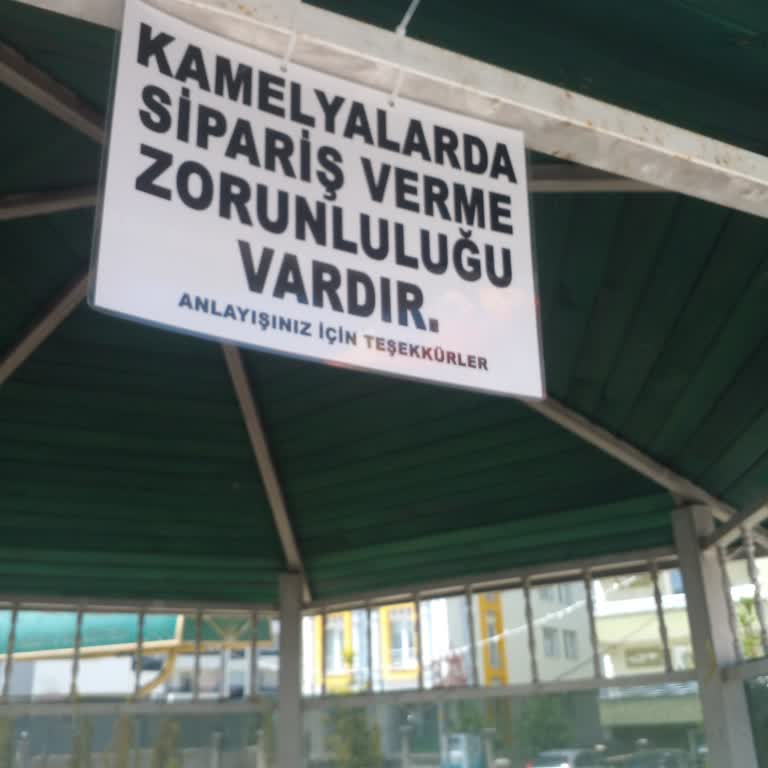 KAMELYALARDA
SİPARİŞ VERME
ZORUNLULUĞU
VARDIR.
ANLAYIŞINIZ İÇİN TEŞEKKÜRLER